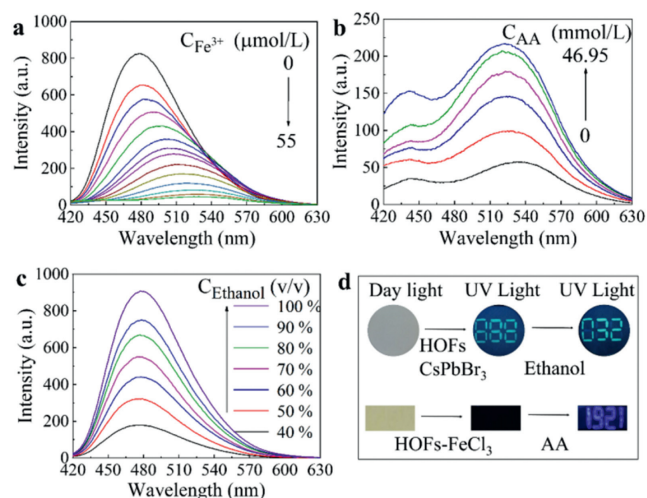 a
C_Fe³⁺ (μmol/L)
0
55
Intensity (a.u.)
1000
800
600
400
200
0
420 450 480 510 540 570 600 630
Wavelength (nm)
b
C_AA (mmol/L)
46.95
0
Intensity (a.u.)
250
200
150
100
50
0
420 450 480 510 540 570 600 630
Wavelength (nm)
c
C_Ethanol (v/v)
100 %
90 %
80 %
70 %
60 %
50 %
40 %
Intensity (a.u.)
1000
800
600
400
200
0
420 450 480 510 540 570 600 630
Wavelength (nm)
d
Day light UV Light UV Light
888 032
HOFs
CsPbBr₃ Ethanol
1921
HOFs-FeCl₃ AA